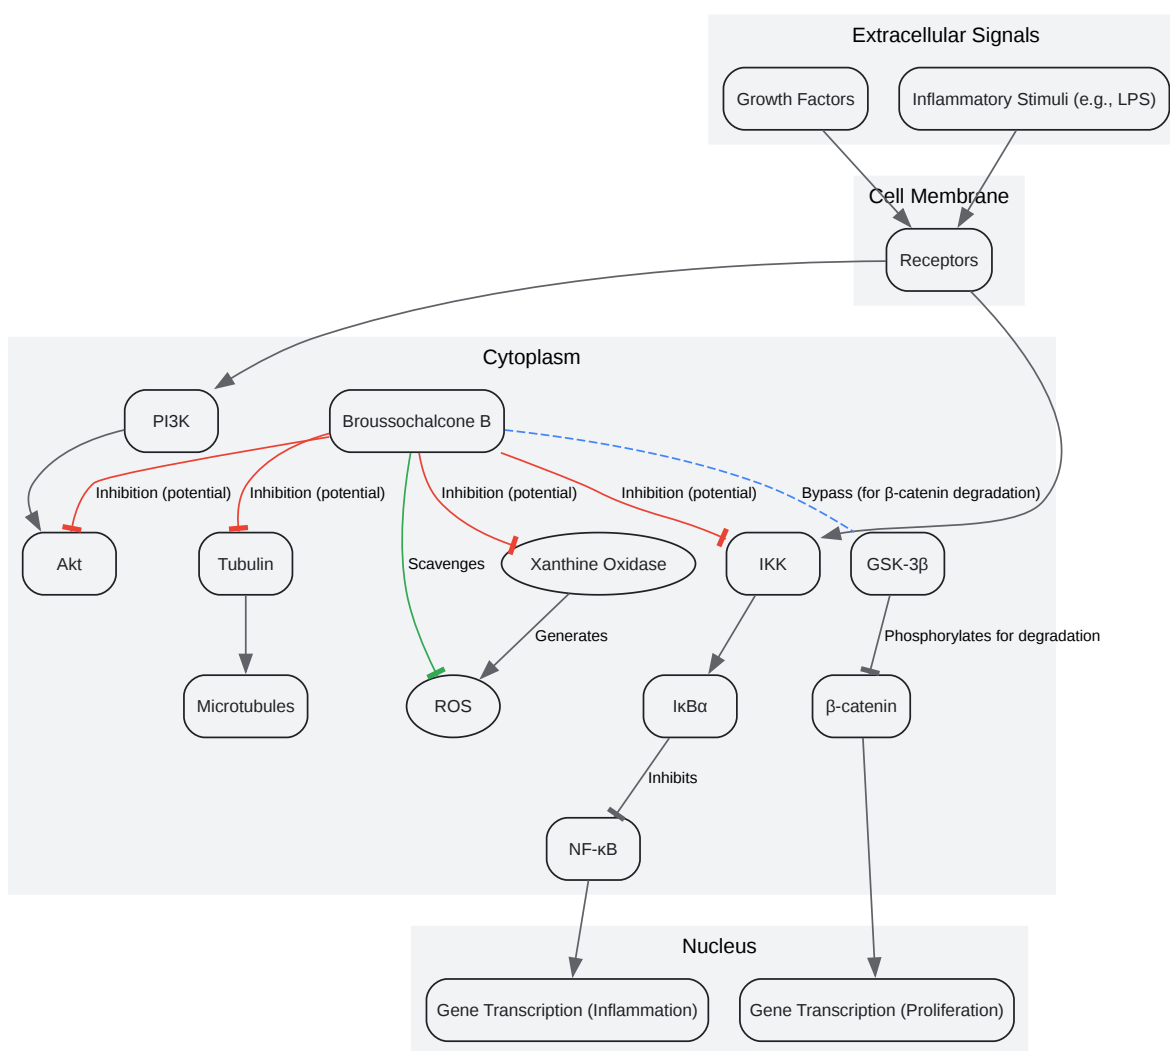 Extracellular Signals
Growth Factors
Inflammatory Stimuli (e.g., LPS)
Cell Membrane
Receptors
Cytoplasm
PI3K
Broussochalcone B
Inhibition (potential)
Inhibition (potential)
Inhibition (potential)
Inhibition (potential)
Bypass (for β-catenin degradation)
Akt
Tubulin
Scavenges
Xanthine Oxidase
IKK
GSK-3β
Generates
Phosphorylates for degradation
Microtubules
ROS
IκBα
β-catenin
Inhibits
NF-κB
Nucleus
Gene Transcription (Inflammation)
Gene Transcription (Proliferation)